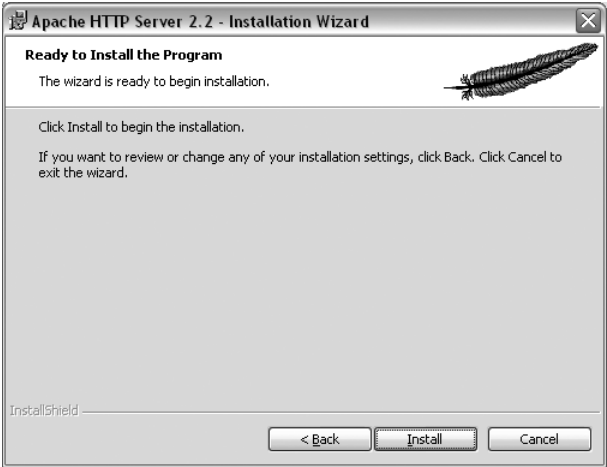 Apache HTTP Server 2.2 - Installation Wizard
Ready to Install the Program
The wizard is ready to begin installation.
Click Install to begin the installation.
If you want to review or change any of your installation settings, click Back. Click Cancel to
exit the wizard.
InstallShield
< Back
Install
Cancel